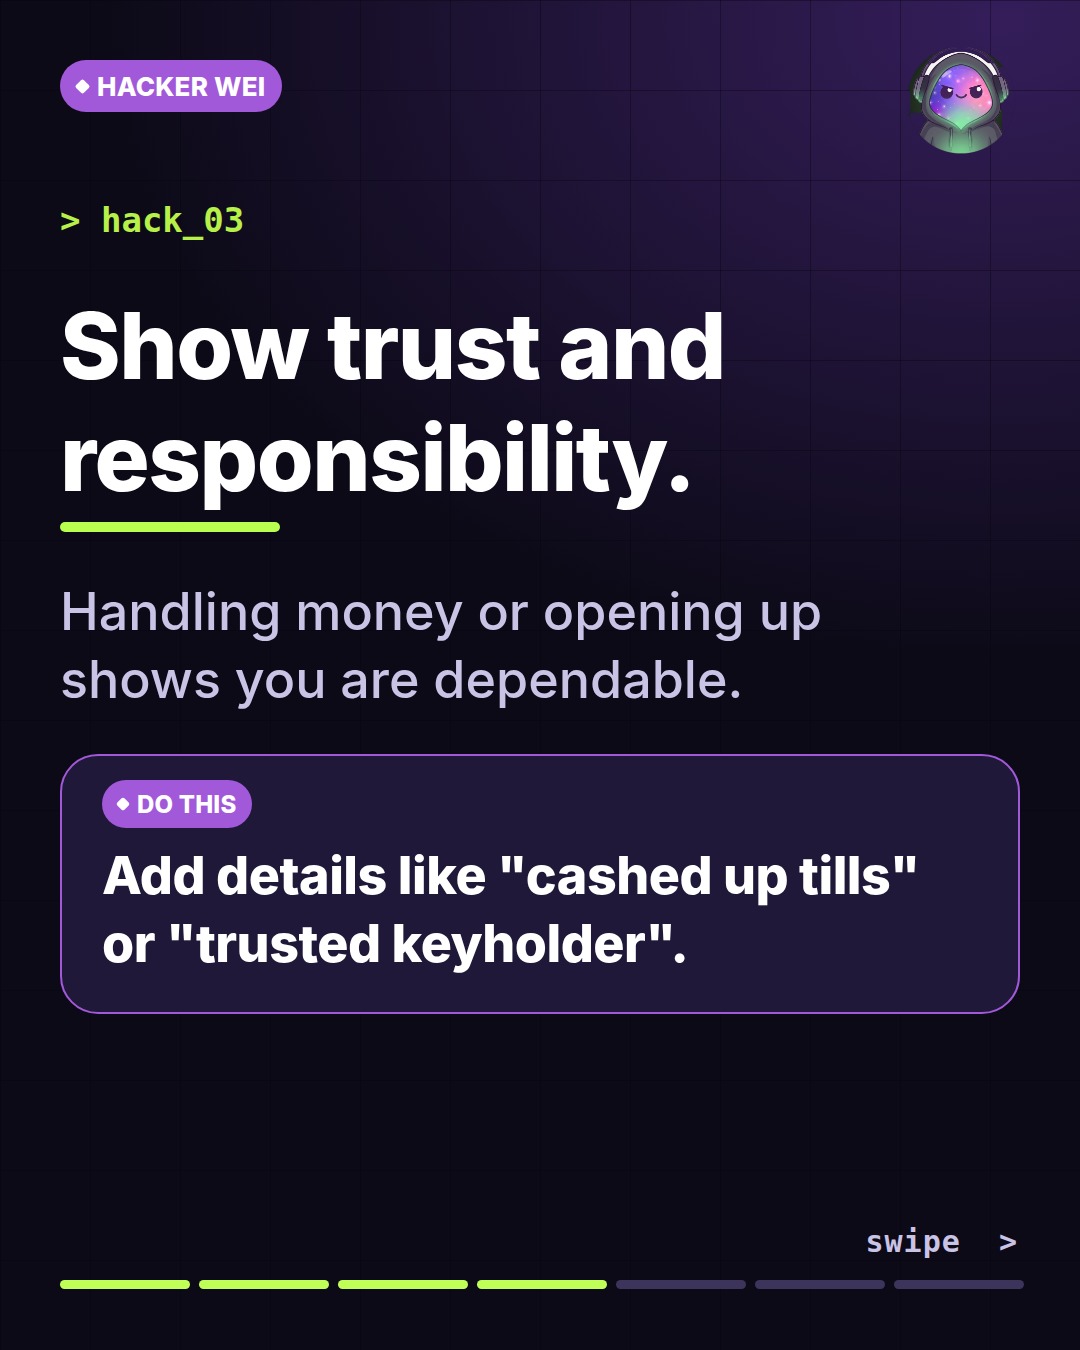 HACKER WEI
> hack_03
Show trust and
responsibility.
Handling money or opening up
shows you are dependable.
DO THIS
Add details like "cashed up tills"
or "trusted keyholder".
swipe >